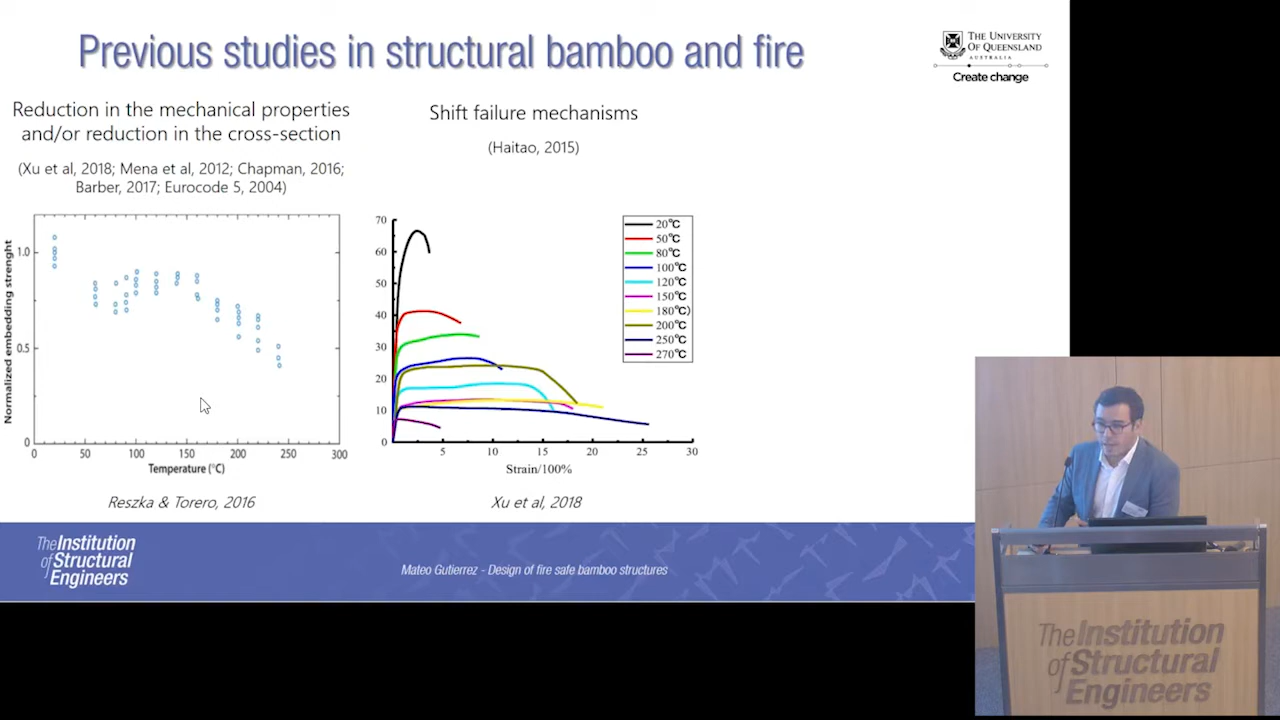 Previous studies in structural bamboo and fire
THE UNIVERSITY
OF QUEENSLAND
AUSTRALIA
Create change
Reduction in the mechanical properties
and/or reduction in the cross-section
(Xu et al, 2018; Mena et al, 2012; Chapman, 2016;
Barber, 2017; Eurocode 5, 2004)
Shift failure mechanisms
(Haitao, 2015)
Normalized embedding strenght
1.0
0.5
0
0 50 100 150 200 250 300
Temperature (°C)
Reszka & Torero, 2016
70
60
50
40
30
20
10
0
5 10 15 20 25 30
Strain/100%
20℃
50℃
80℃
100℃
120℃
150℃
180℃)
200℃
250℃
270℃
Xu et al, 2018
The Institution
of Structural
Engineers
Mateo Gutierrez - Design of fire safe bamboo structures
The Institution
of Structural
Engineers